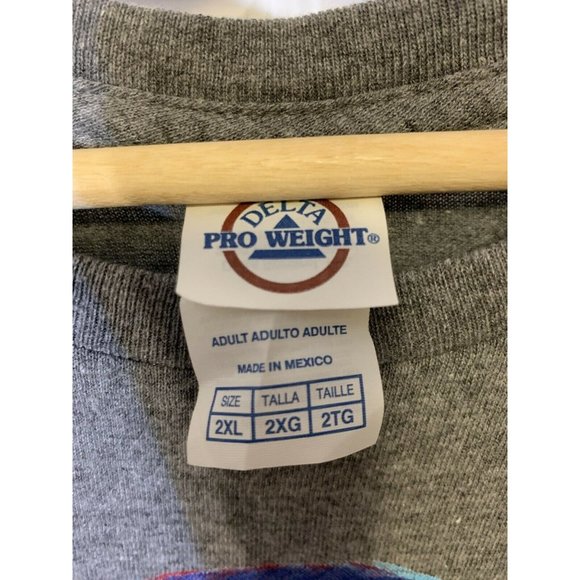 DELTA
PRO WEIGHT®
ADULT ADULTO ADULTE
MADE IN MEXICO
SIZE TALLA TAILLE
2XL 2XG 2TG